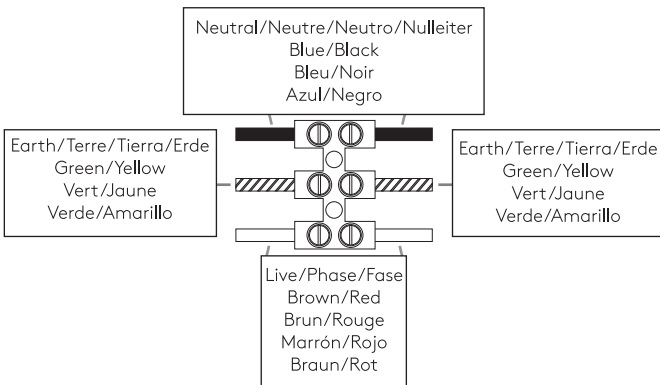 Neutral/Neutre/Neutro/Nulleiter
Blue/Black
Bleu/Noir
Azul/Negro
Earth/Terre/Tierra/Erde
Green/Yellow
Vert/Jaune
Verde/Amarillo
Earth/Terre/Tierra/Erde
Green/Yellow
Vert/Jaune
Verde/Amarillo
Live/Phase/Fase
Brown/Red
Brun/Rouge
Marrón/Rojo
Braun/Rot